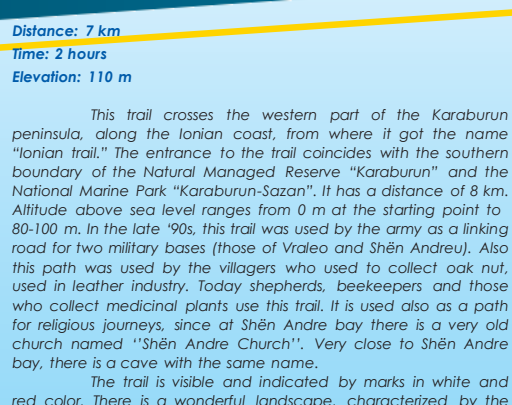 Distance: 7 km
Time: 2 hours
Elevation: 110 m
This trail crosses the western part of the Karaburun
peninsula, along the Ionian coast, from where it got the name
“Ionian trail.” The entrance to the trail coincides with the southern
boundary of the Natural Managed Reserve “Karaburun” and the
National Marine Park “Karaburun-Sazan”. It has a distance of 8 km.
Altitude above sea level ranges from 0 m at the starting point to
80-100 m. In the late ‘90s, this trail was used by the army as a linking
road for two military bases (those of Vraleo and Shën Andreu). Also
this path was used by the villagers who used to collect oak nut,
used in leather industry. Today shepherds, beekeepers and those
who collect medicinal plants use this trail. It is used also as a path
for religious journeys, since at Shën Andre bay there is a very old
church named ‘’Shën Andre Church’’. Very close to Shën Andre
bay, there is a cave with the same name.
The trail is visible and indicated by marks in white and
red color. There is a wonderful landscape, characterized by the